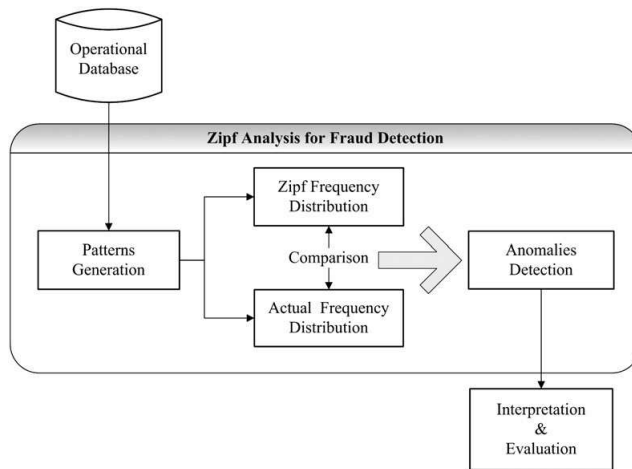 Operational
Database
Zipf Analysis for Fraud Detection
Zipf Frequency
Distribution
Patterns
Generation
Comparison
Anomalies
Detection
Actual Frequency
Distribution
Interpretation
&
Evaluation